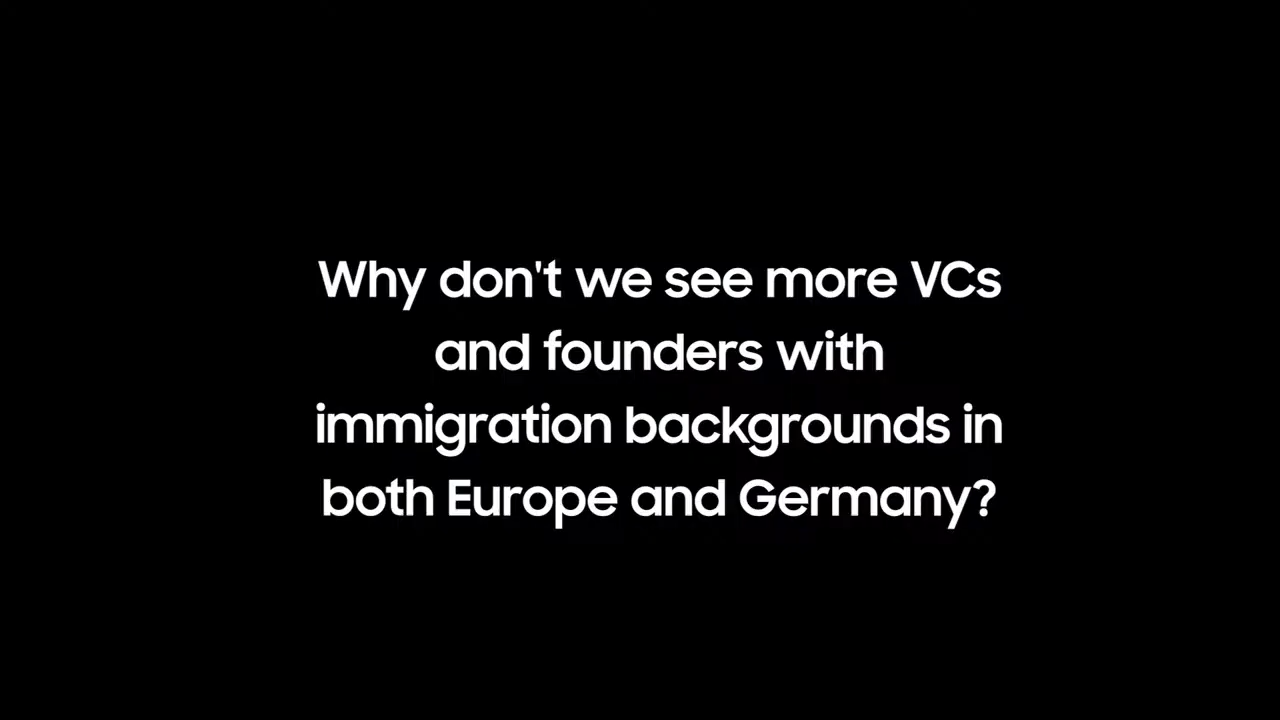 Why don't we see more VCs
and founders with
immigration backgrounds in
both Europe and Germany?